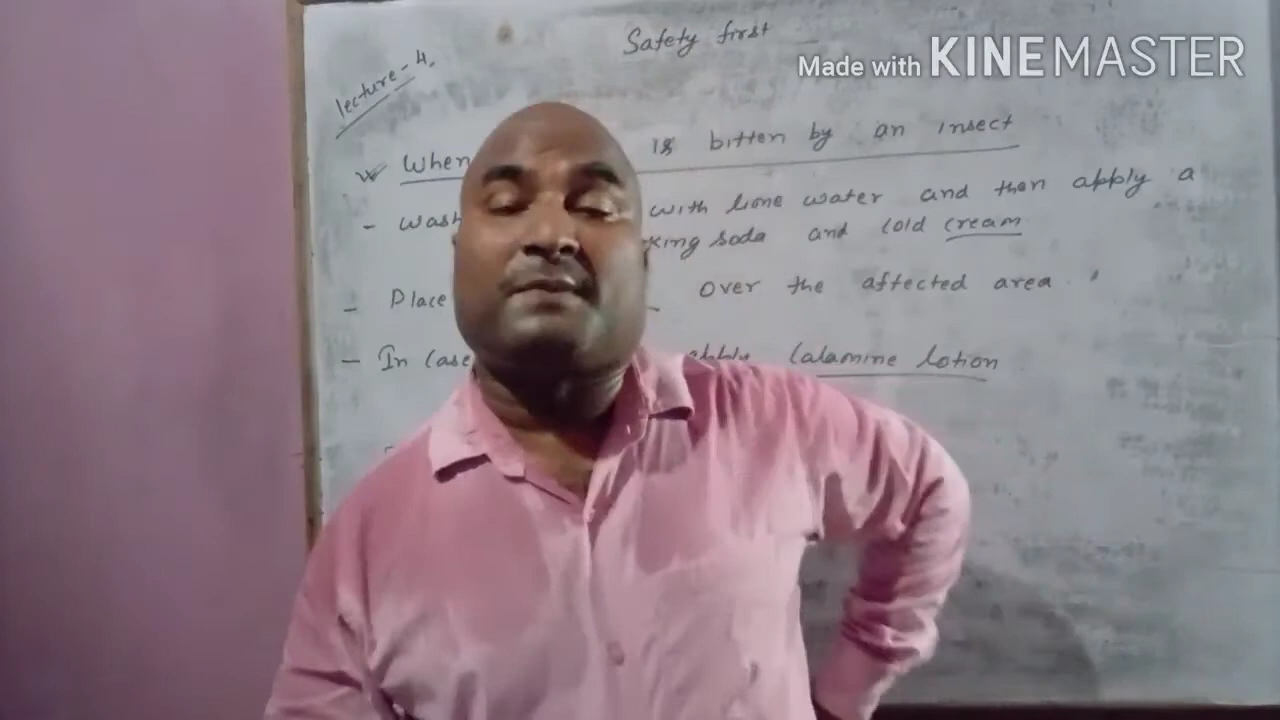 Safety first
Made with KINEMASTER
lecture-4.
When is bitten by an insect
- wash with lime water and then apply a
king soda and cold cream
- Place over the affected area.
- In case apply Calamine lotion